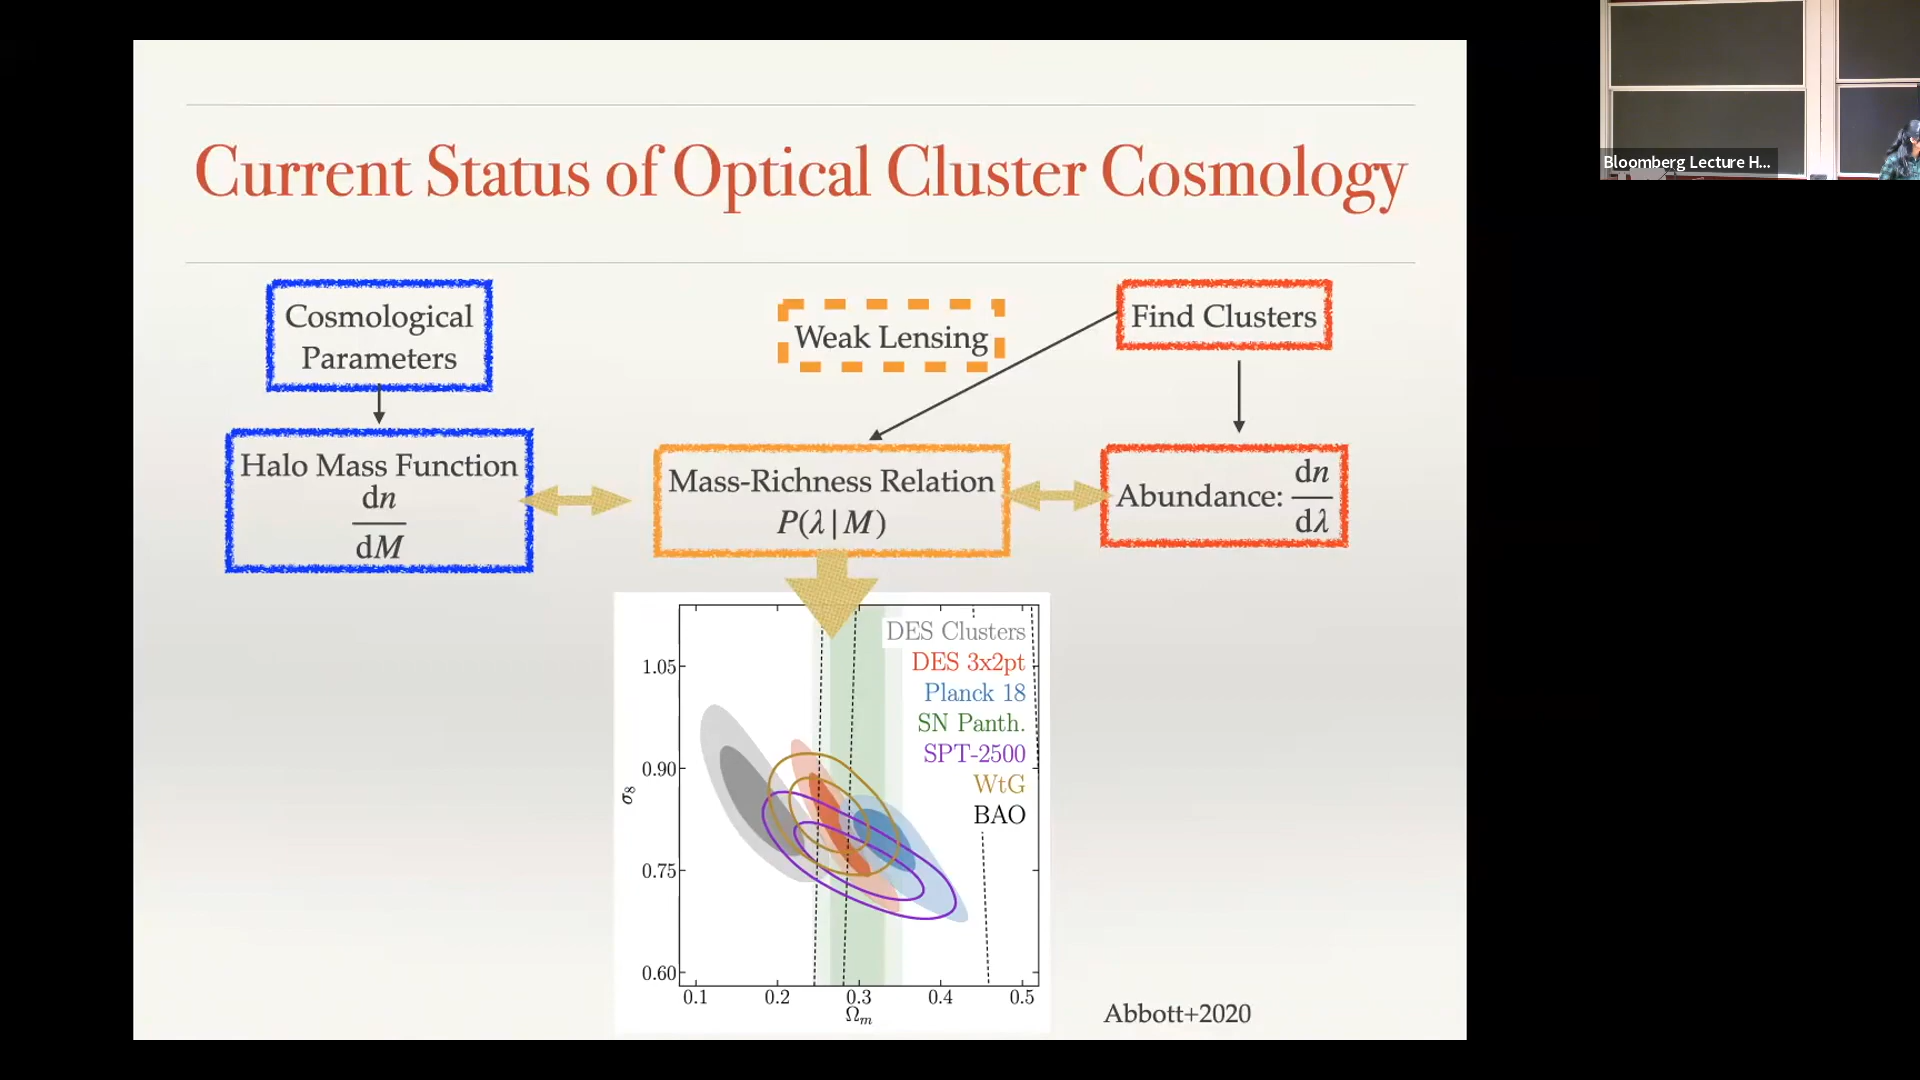 Current Status of Optical Cluster Cosmology
Bloomberg Lecture H...
Cosmological
Parameters
Weak Lensing
Find Clusters
Halo Mass Function
dn
dM
Mass-Richness Relation
P(λ|M)
Abundance: dn
dλ
DES Clusters
DES 3x2pt
Planck 18
SN Panth.
SPT-2500
WtG
BAO
1.05
0.90
0.75
0.60
σ8
0.1 0.2 0.3 0.4 0.5
Ωm
Abbott+2020